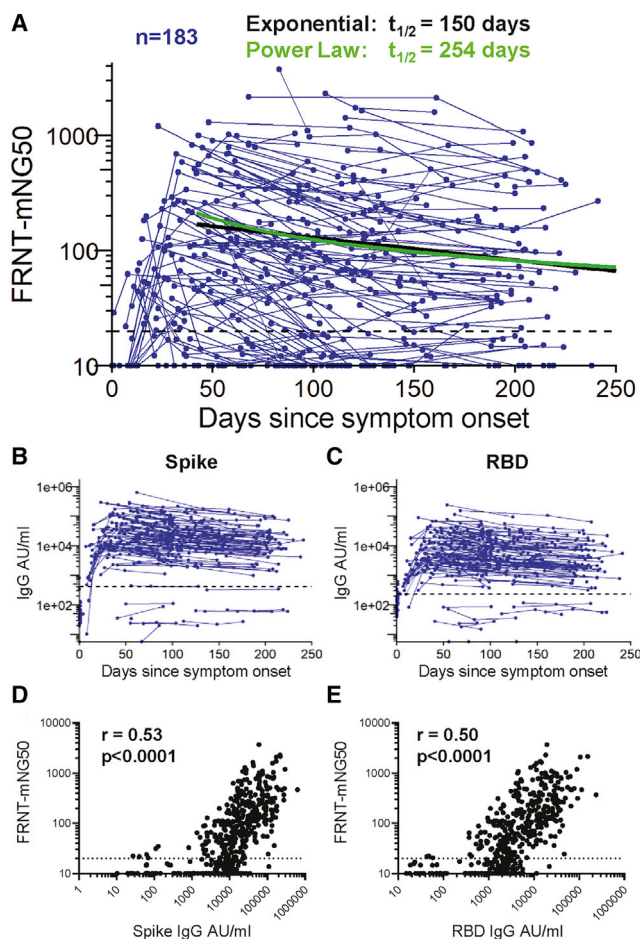 A
n=183
Exponential: t1/2 = 150 days
Power Law: t1/2 = 254 days
FRNT-mNG50
1000
100
10
0 50 100 150 200 250
Days since symptom onset
B
Spike
IgG AU/ml
1e+06
1e+04
1e+02
0 50 100 150 200 250
Days since symptom onset
C
RBD
IgG AU/ml
1e+06
1e+04
1e+02
0 50 100 150 200 250
Days since symptom onset
D
r = 0.53
p<0.0001
FRNT-mNG50
10000
1000
100
10
1 10 100 1000 10000 100000 1000000
Spike IgG AU/ml
E
r = 0.50
p<0.0001
FRNT-mNG50
10000
1000
100
10
10 100 1000 10000 100000 1000000
RBD IgG AU/ml